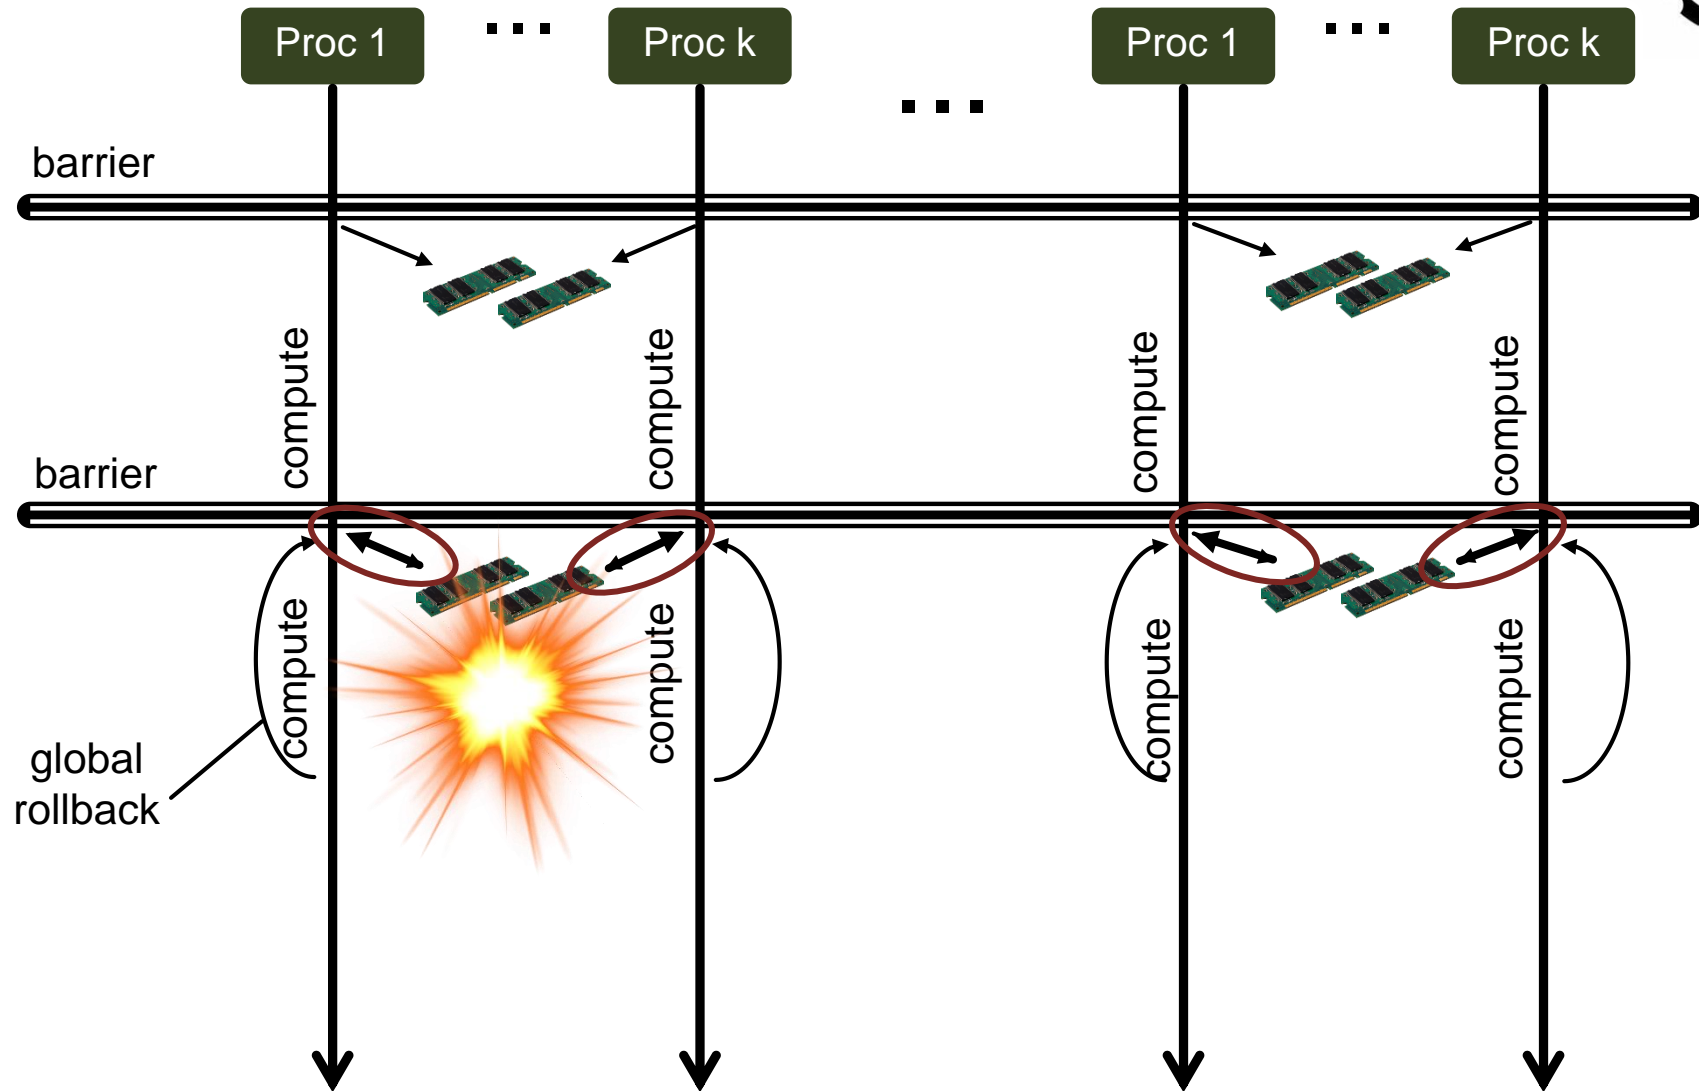 Proc 1
...
Proc k
...
Proc 1
...
Proc k
barrier
compute
compute
compute
compute
barrier
compute
compute
compute
compute
global
rollback